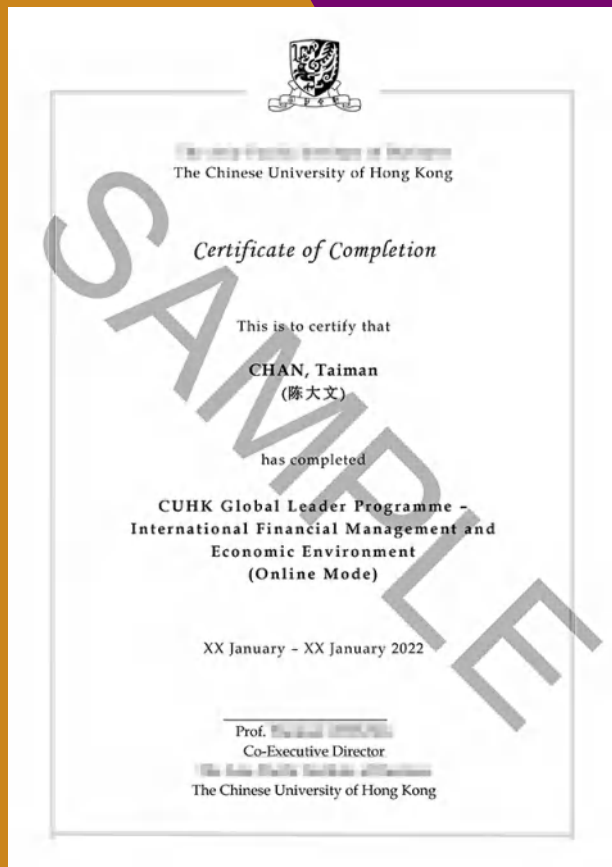 The Chinese University of Hong Kong
Certificate of Completion
This is to certify that
CHAN, Taiman
(陈大文)
has completed
CUHK Global Leader Programme –
International Financial Management and
Economic Environment
(Online Mode)
XX January – XX January 2022
Prof.
Co-Executive Director
The Chinese University of Hong Kong
SAMPLE